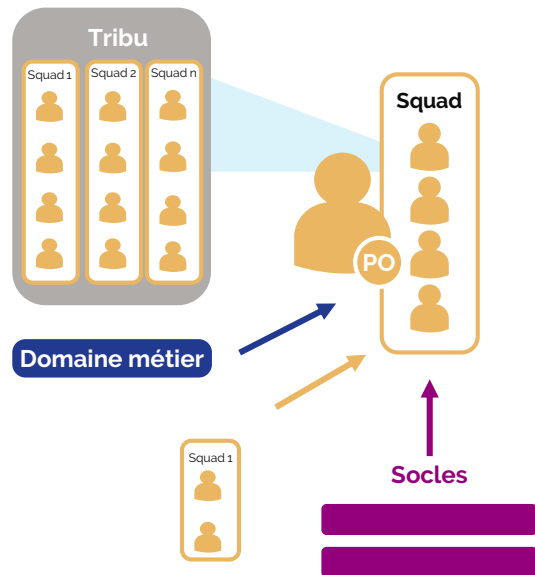 Tribu
Squad 1
Squad 2
Squad n
Squad
PO
Domaine métier
Squad 1
Socles